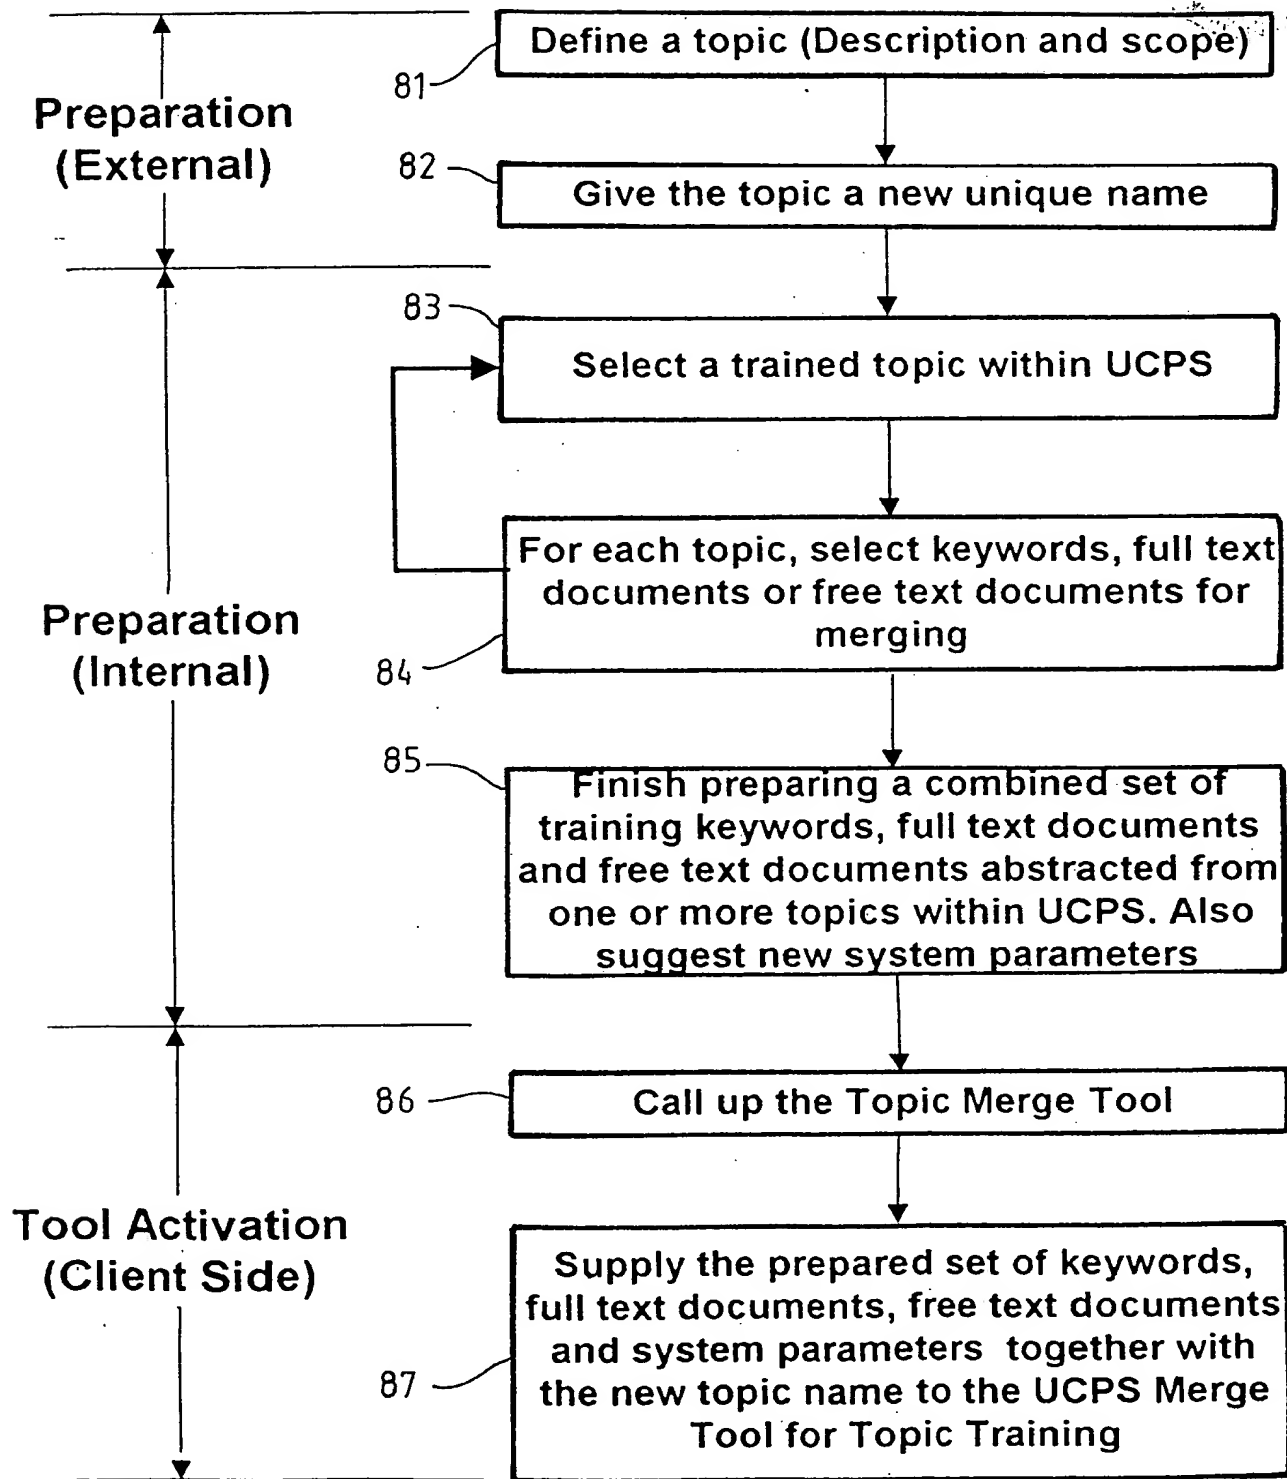 Define a topic (Description and scope)
81
Preparation
(External)
82
Give the topic a new unique name
83
Select a trained topic within UCPS
For each topic, select keywords, full text
documents or free text documents for
merging
Preparation
(Internal)
84
85
Finish preparing a combined set of
training keywords, full text documents
and free text documents abstracted from
one or more topics within UCPS. Also
suggest new system parameters
86
Call up the Topic Merge Tool
Tool Activation
(Client Side)
Supply the prepared set of keywords,
full text documents, free text documents
and system parameters together with
the new topic name to the UCPS Merge
Tool for Topic Training
87